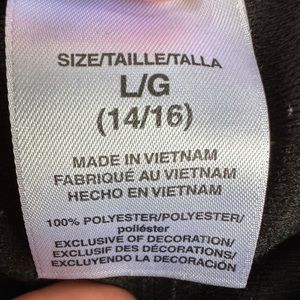 SIZE/TAILLE/TALLA
L/G
(14/16)
MADE IN VIETNAM
FABRIQUÉ AU VIETNAM
HECHO EN VIETNAM
100% POLYESTER/POLYESTER/
poliéster
EXCLUSIVE OF DECORATION/
EXCLUSIF DES DÉCORATIONS/
EXCLUYENDO LA DECORACIÓN